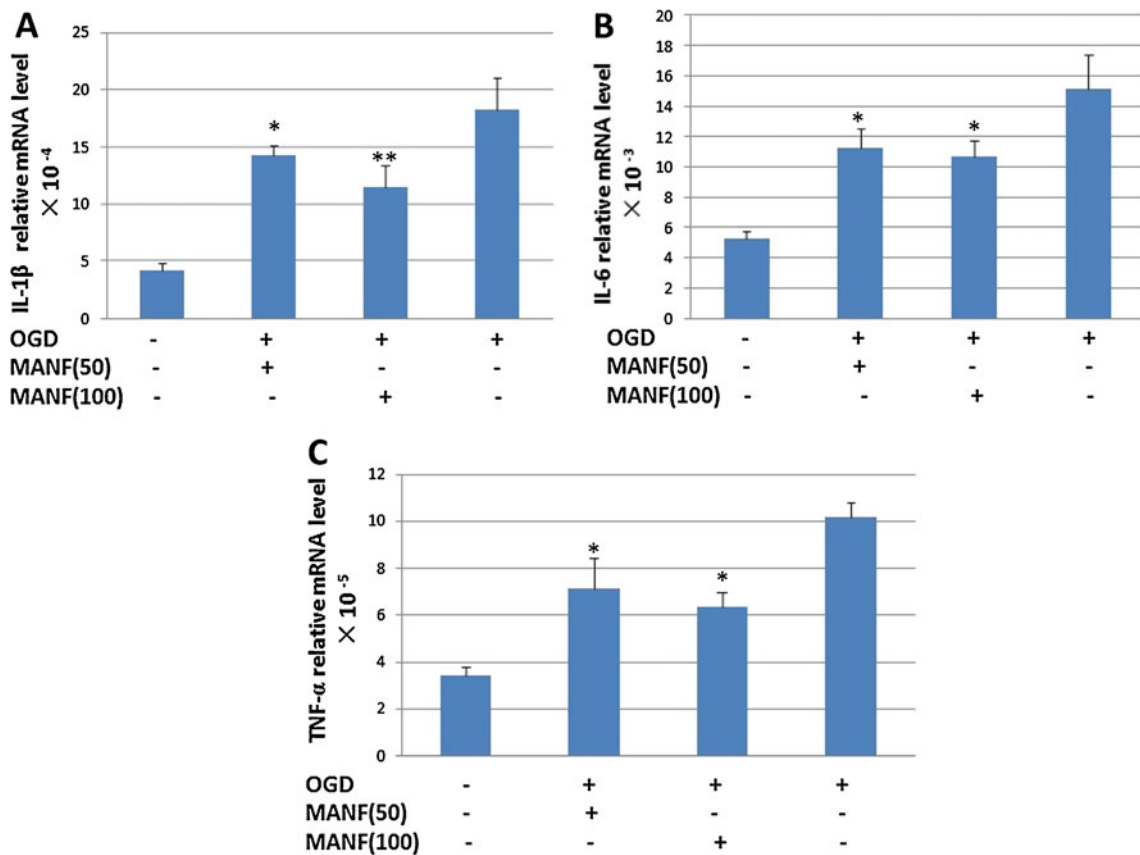 A
IL-1β relative mRNA level
× 10 -4
25
20
15
10
5
0
*
**
OGD - + + +
MANF(50) - + - -
MANF(100) - - + -
B
IL-6 relative mRNA level
× 10 -3
20
18
16
14
12
10
8
6
4
2
0
*
*
OGD - + + +
MANF(50) - + - -
MANF(100) - - + -
C
TNF-α relative mRNA level
× 10 -5
12
10
8
6
4
2
0
*
*
OGD - + + +
MANF(50) - + - -
MANF(100) - - + -